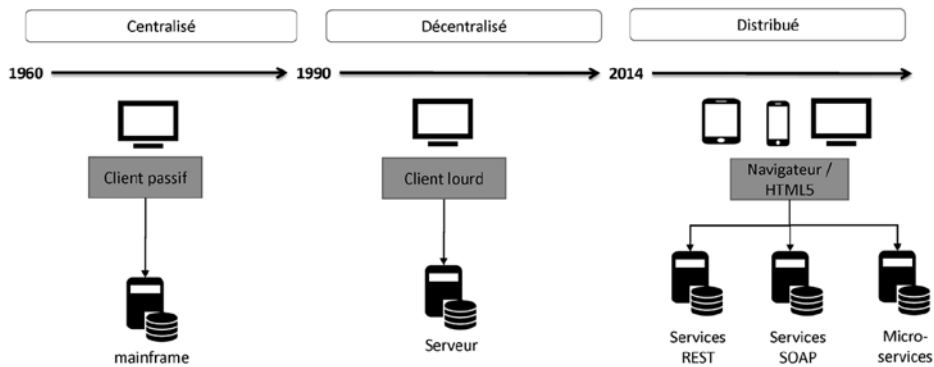 Centralisé
Décentralisé
Distribué
1960
1990
2014
Client passif
Client lourd
Navigateur /
HTML5
mainframe
Serveur
Services
REST
Services
SOAP
Micro-
services